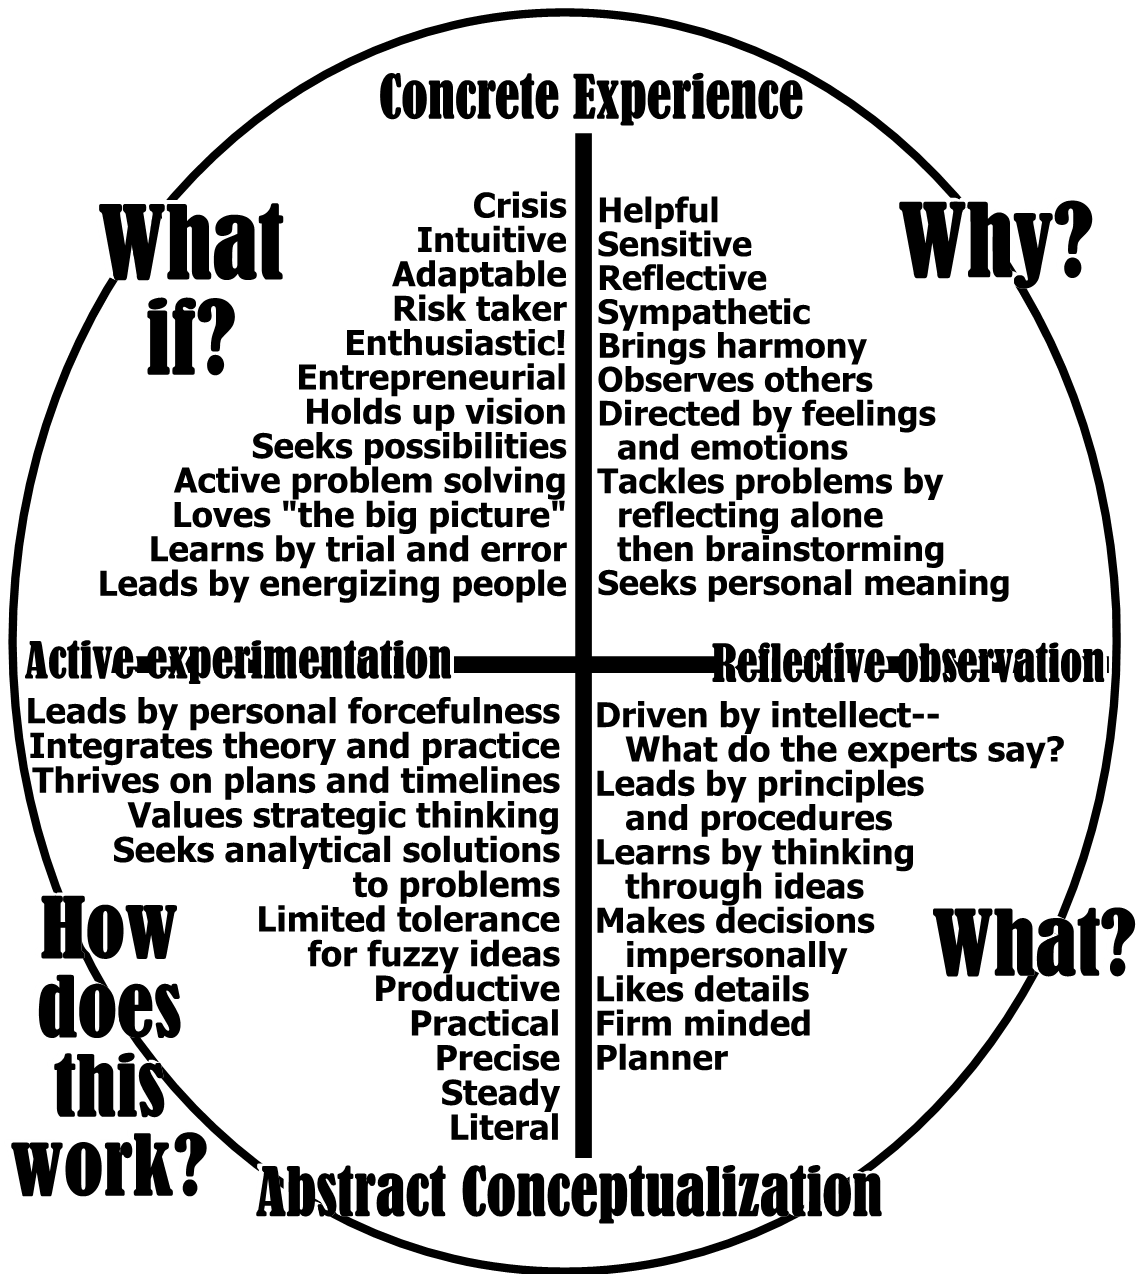 Concrete Experience
What
if?
Crisis
Intuitive
Adaptable
Risk taker
Enthusiastic!
Entrepreneurial
Holds up vision
Seeks possibilities
Active problem solving
Loves "the big picture"
Learns by trial and error
Leads by energizing people
Why?
Helpful
Sensitive
Reflective
Sympathetic
Brings harmony
Observes others
Directed by feelings
and emotions
Tackles problems by
reflecting alone
then brainstorming
Seeks personal meaning
Active experimentation
Reflective observation
Leads by personal forcefulness
Integrates theory and practice
Thrives on plans and timelines
Values strategic thinking
Seeks analytical solutions
to problems
Limited tolerance
for fuzzy ideas
Productive
Practical
Precise
Steady
Literal
How
does
this
work?
Driven by intellect--
What do the experts say?
Leads by principles
and procedures
Learns by thinking
through ideas
Makes decisions
impersonally
Likes details
Firm minded
Planner
What?
Abstract Conceptualization